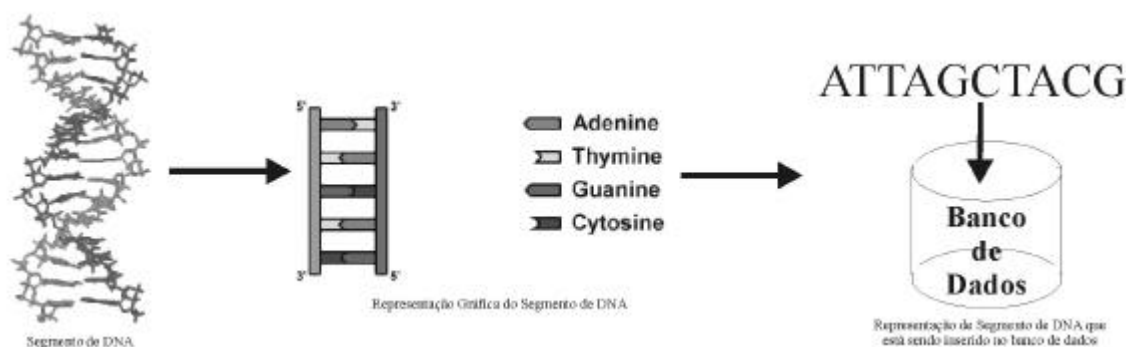 Segmento de DNA
5' 3'
3' 5'
Representação Gráfica do Segmento de DNA
Adenine
Thymine
Guanine
Cytosine
ATTAGCTACG
Banco
de
Dados
Representação de Segmento de DNA que
está sendo inserido no banco de dados